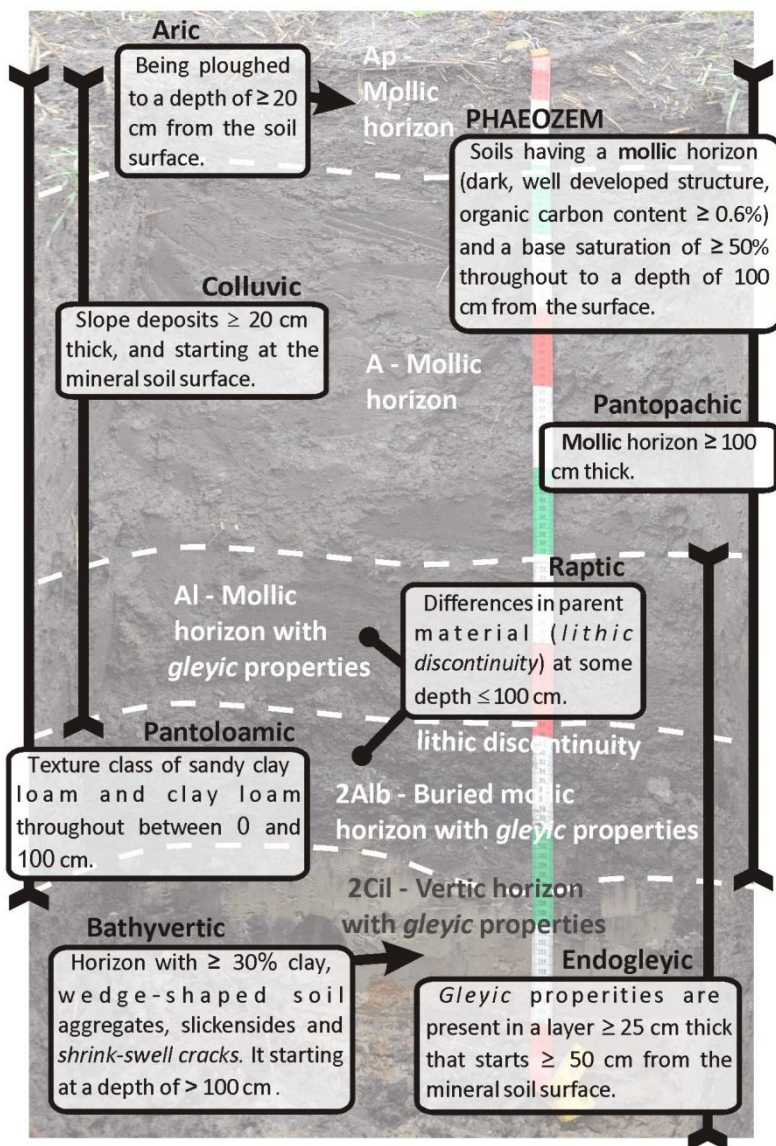 Aric
Being ploughed
to a depth of ≥ 20
cm from the soil
surface.
Ap -
Mollic
horizon
PHAEOZEM
Soils having a mollic horizon
(dark, well developed structure,
organic carbon content ≥ 0.6%)
and a base saturation of ≥ 50%
throughout to a depth of 100
cm from the surface.
Colluvic
Slope deposits ≥ 20 cm
thick, and starting at the
mineral soil surface.
A - Mollic
horizon
Pantopachic
Mollic horizon ≥ 100
cm thick.
Raptic
Differences in parent
material (lithic
discontinuity) at some
depth ≤ 100 cm.
Al - Mollic
horizon with
gleyic properties
Pantoloamic
Texture class of sandy clay
loam and clay loam
throughout between 0 and
100 cm.
lithic discontinuity
2Alb - Buried mollic
horizon with gleyic properties
2Cil - Vertic horizon
with gleyic properties
Bathyvertic
Horizon with ≥ 30% clay,
wedge-shaped soil
aggregates, slickensides and
shrink-swell cracks. It starting
at a depth of > 100 cm .
Endogleyic
Gleyic properities are
present in a layer ≥ 25 cm thick
that starts ≥ 50 cm from the
mineral soil surface.